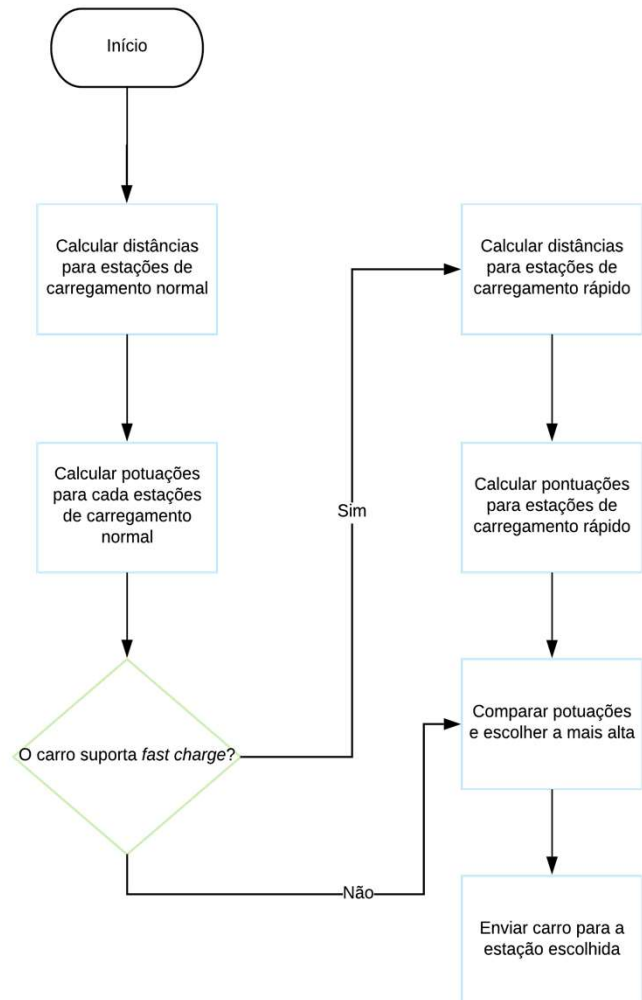 Início
Calcular distâncias
para estações de
carregamento normal
Calcular potuações
para cada estações
de carregamento
normal
O carro suporta fast charge?
Sim
Não
Calcular distâncias
para estações de
carregamento rápido
Calcular pontuações
para estações de
carregamento rápido
Comparar potuações
e escolher a mais alta
Enviar carro para a
estação escolhida